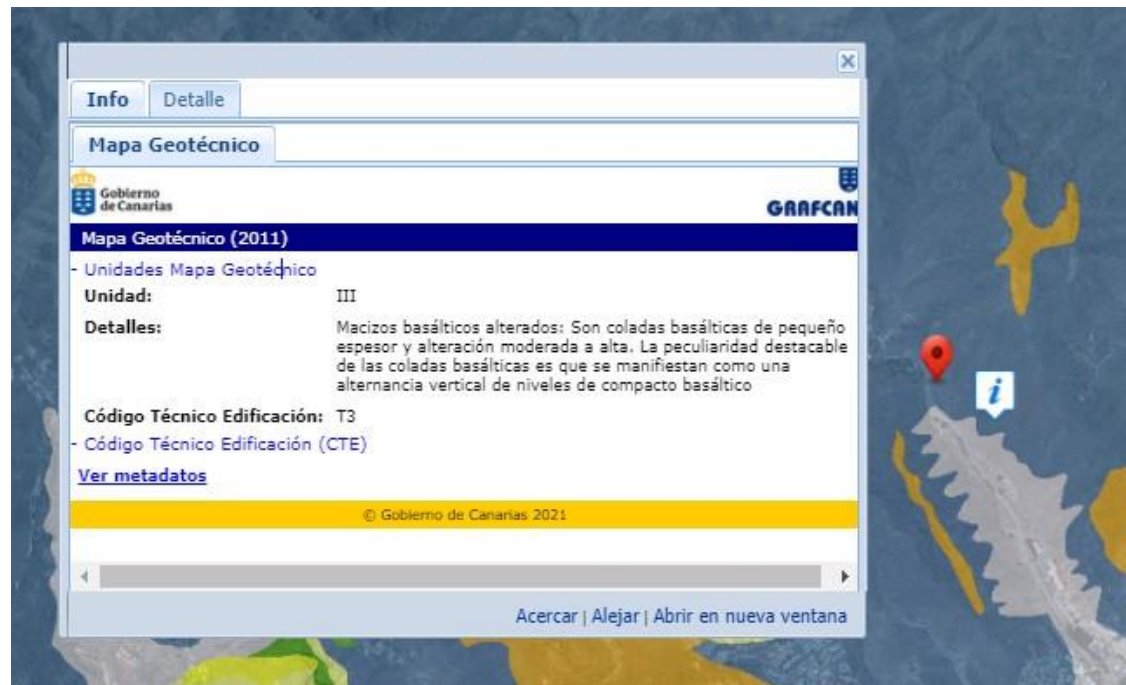 Info Detalle
Mapa Geotécnico
Gobierno
de Canarias
GRAFCAN
Mapa Geotécnico (2011)
- Unidades Mapa Geotécnico
Unidad: III
Detalles: Macizos basálticos alterados: Son coladas basálticas de pequeño
espesor y alteración moderada a alta. La peculiaridad destacable
de las coladas basálticas es que se manifiestan como una
alternancia vertical de niveles de compacto basáltico
Código Técnico Edificación: T3
- Código Técnico Edificación (CTE)
Ver metadatos
© Gobierno de Canarias 2021
Acercar | Alejar | Abrir en nueva ventana
i